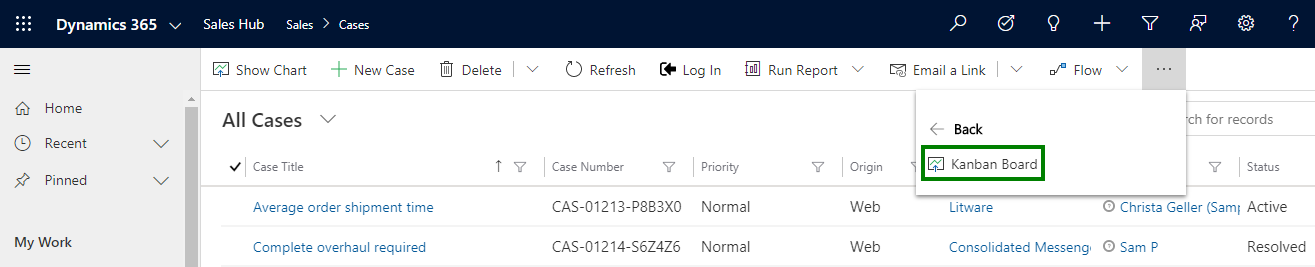 Dynamics 365 Sales Hub Sales > Cases
Show Chart New Case Delete Refresh Log In Run Report Email a Link Flow ...
Home
Recent
Pinned
My Work
All Cases
ch for records
Back
Kanban Board
Case Title Case Number Priority Origin Status
Average order shipment time CAS-01213-P8B3X0 Normal Web Litware Christa Geller (Samp Active
Complete overhaul required CAS-01214-S6Z4Z6 Normal Web Consolidated Messeng Sam P Resolved